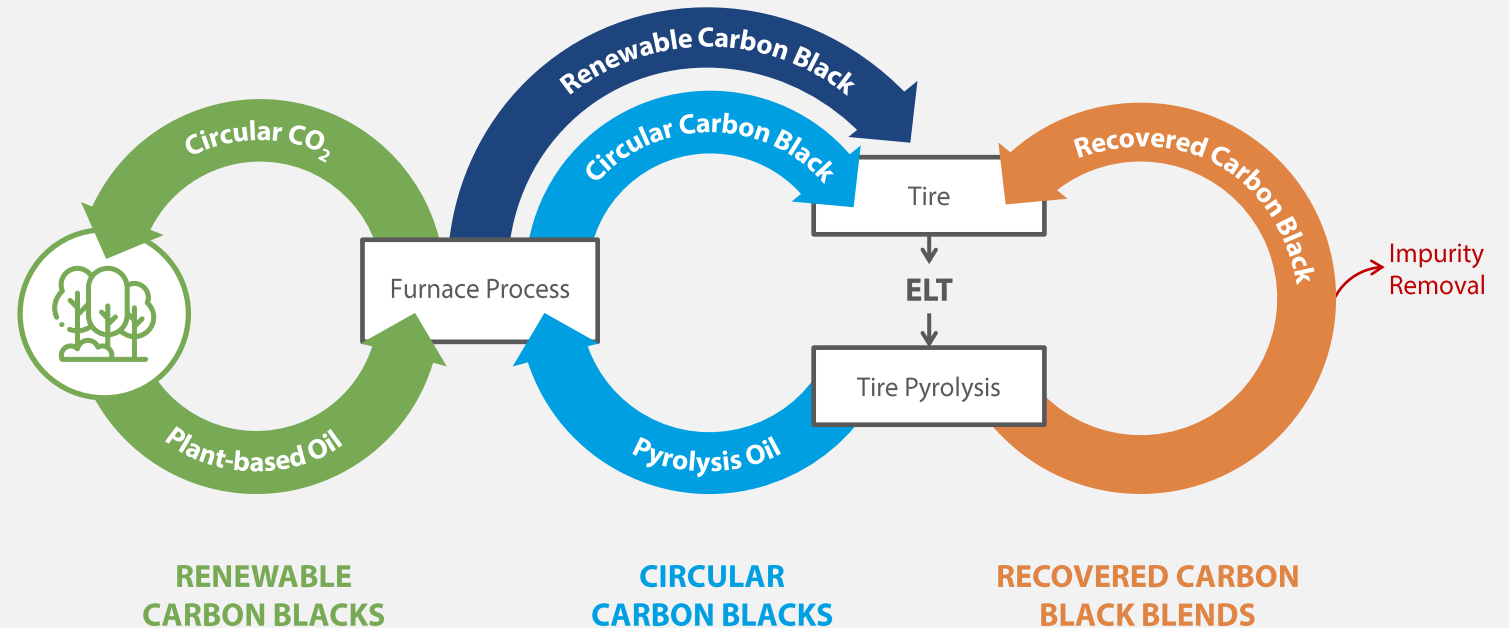 Renewable Carbon Black
Circular CO2
Circular Carbon Black
Recovered Carbon Black
Tire
Furnace Process
ELT
Impurity
Removal
Tire Pyrolysis
Plant-based Oil
Pyrolysis Oil
RENEWABLE
CARBON BLACKS
CIRCULAR
CARBON BLACKS
RECOVERED CARBON
BLACK BLENDS